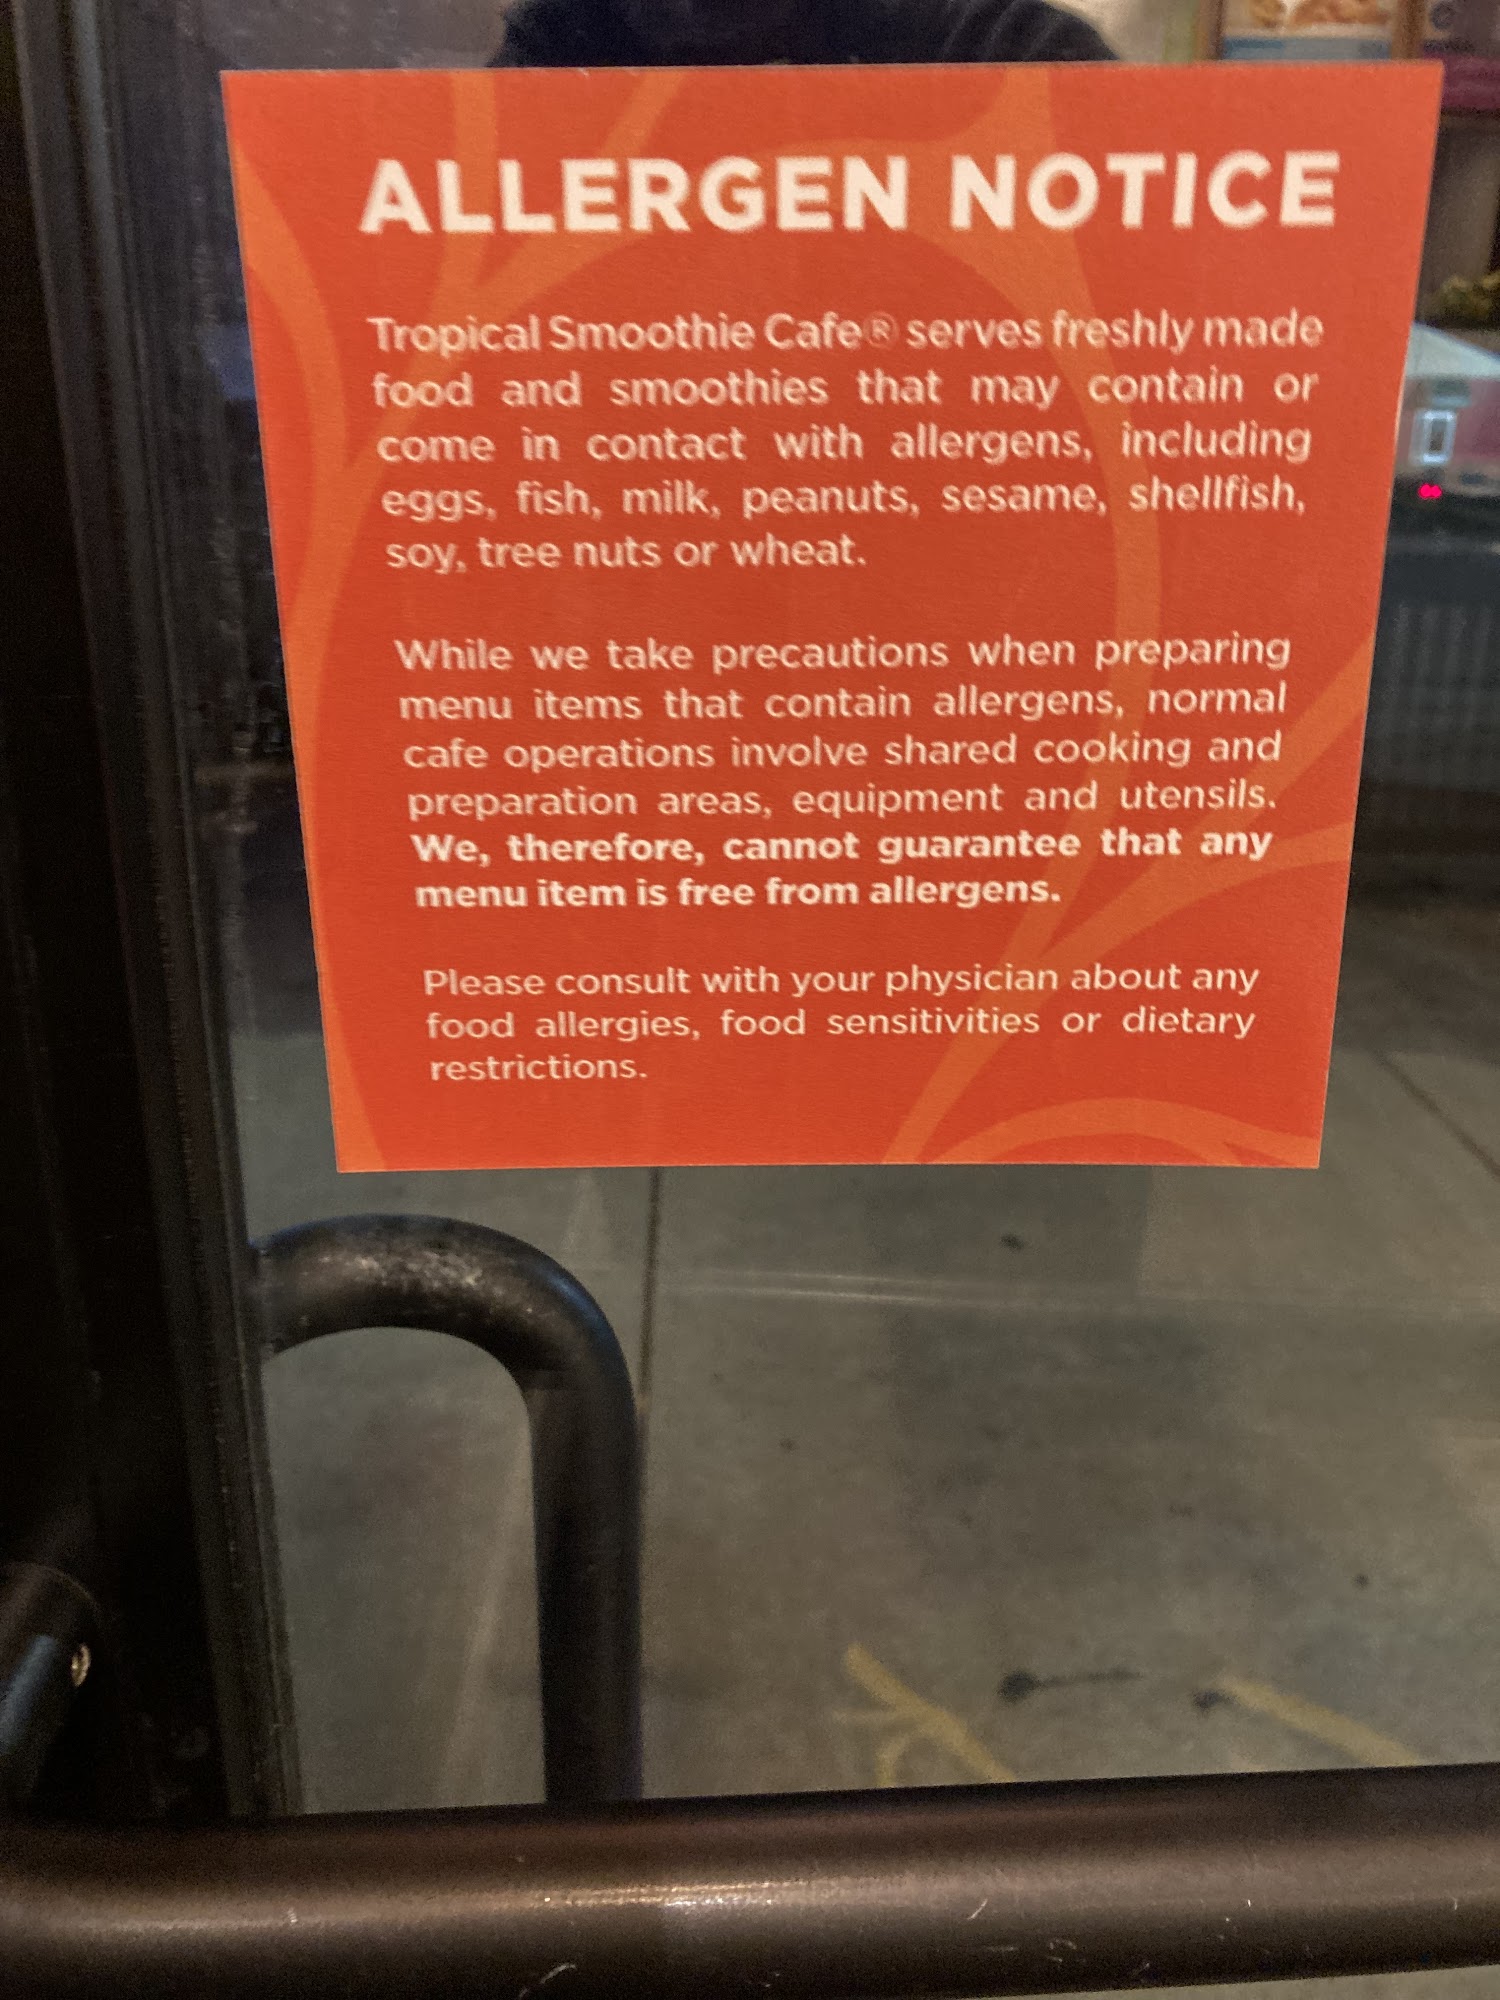 ALLERGEN NOTICE
Tropical Smoothie Cafe® serves freshly made
food and smoothies that may contain or
come in contact with allergens, including
eggs, fish, milk, peanuts, sesame, shellfish,
soy, tree nuts or wheat.
While we take precautions when preparing
menu items that contain allergens, normal
cafe operations involve shared cooking and
preparation areas, equipment and utensils.
We, therefore, cannot guarantee that any
menu item is free from allergens.
Please consult with your physician about any
food allergies, food sensitivities or dietary
restrictions.